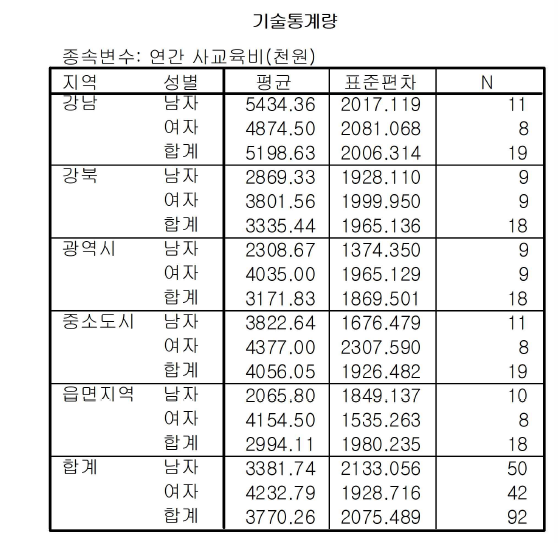 기술통계량
종속변수: 연간 사교육비(천원)
지역 성별 평균 표준편차 N
강남 남자 5434.36 2017.119 11
여자 4874.50 2081.068 8
합계 5198.63 2006.314 19
강북 남자 2869.33 1928.110 9
여자 3801.56 1999.950 9
합계 3335.44 1965.136 18
광역시 남자 2308.67 1374.350 9
여자 4035.00 1965.129 9
합계 3171.83 1869.501 18
중소도시 남자 3822.64 1676.479 11
여자 4377.00 2307.590 8
합계 4056.05 1926.482 19
읍면지역 남자 2065.80 1849.137 10
여자 4154.50 1535.263 8
합계 2994.11 1980.235 18
합계 남자 3381.74 2133.056 50
여자 4232.79 1928.716 42
합계 3770.26 2075.489 92